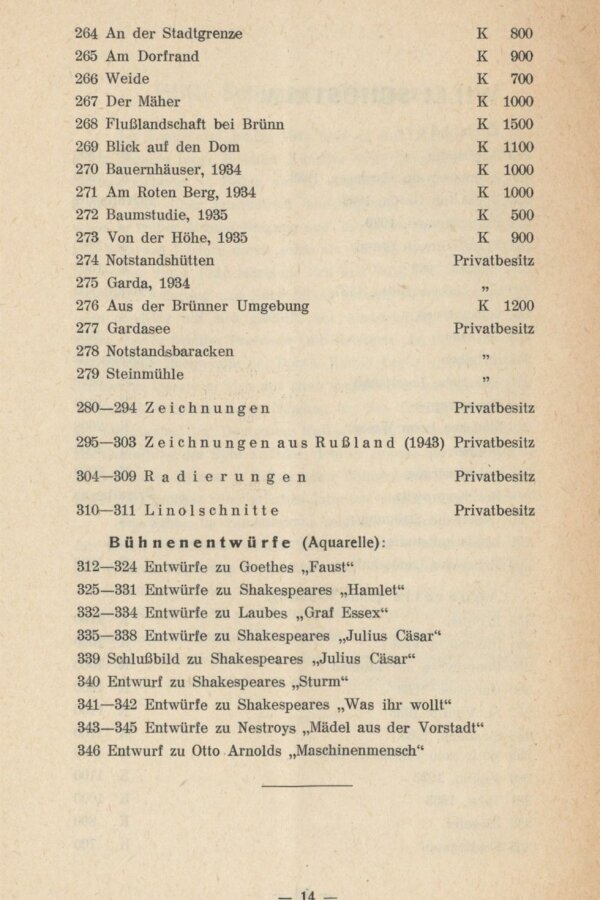 264 An der Stadtgrenze K 800
265 Am Dorfrand K 900
266 Weide K 700
267 Der Mäher K 1000
268 Flußlandschaft bei Brünn K 1500
269 Blick auf den Dom K 1100
270 Bauernhäuser, 1934 K 1000
271 Am Roten Berg, 1934 K 1000
272 Baumstudie, 1935 K 500
273 Von der Höhe, 1935 K 900
274 Notstandshütten Privatbesitz
275 Garda, 1934 „
276 Aus der Brünner Umgebung K 1200
277 Gardasee Privatbesitz
278 Notstandsbaracken „
279 Steinmühle „
280—294 Zeichnungen Privatbesitz
295—303 Zeichnungen aus Rußland (1943) Privatbesitz
304—309 Radierungen Privatbesitz
310—311 Linolschnitte Privatbesitz
Bühnenentwürfe (Aquarelle):
312—324 Entwürfe zu Goethes „Faust“
325—331 Entwürfe zu Shakespeares „Hamlet“
332—334 Entwürfe zu Laubes „Graf Essex“
335—338 Entwürfe zu Shakespeares „Julius Cäsar“
339 Schlußbild zu Shakespeares „Julius Cäsar“
340 Entwurf zu Shakespeares „Sturm“
341—342 Entwürfe zu Shakespeares „Was ihr wollt“
343—345 Entwürfe zu Nestroys „Mädel aus der Vorstadt“
346 Entwurf zu Otto Arnolds „Maschinenmensch“
— 14 —